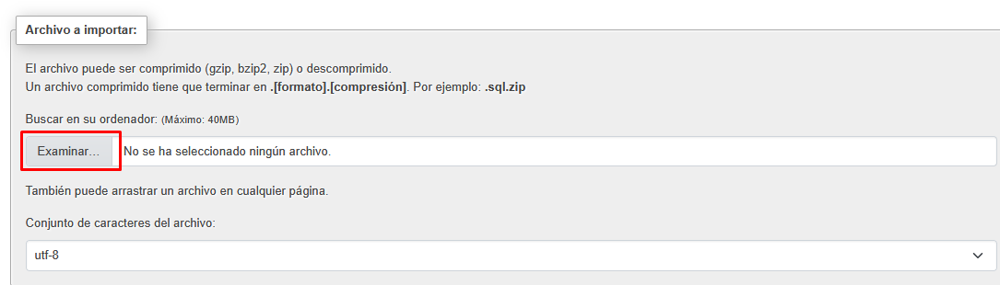 Archivo a importar:
El archivo puede ser comprimido (gzip, bzip2, zip) o descomprimido.
Un archivo comprimido tiene que terminar en .[formato].[compresión]. Por ejemplo: .sql.zip
Buscar en su ordenador: (Máximo: 40MB)
Examinar... No se ha seleccionado ningún archivo.
También puede arrastrar un archivo en cualquier página.
Conjunto de caracteres del archivo:
utf-8